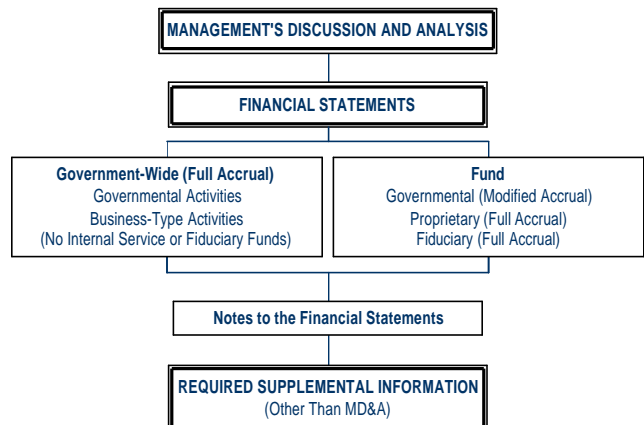 MANAGEMENT'S DISCUSSION AND ANALYSIS
FINANCIAL STATEMENTS
Government-Wide (Full Accrual)
Governmental Activities
Business-Type Activities
(No Internal Service or Fiduciary Funds)
Fund
Governmental (Modified Accrual)
Proprietary (Full Accrual)
Fiduciary (Full Accrual)
Notes to the Financial Statements
REQUIRED SUPPLEMENTAL INFORMATION
(Other Than MD&A)